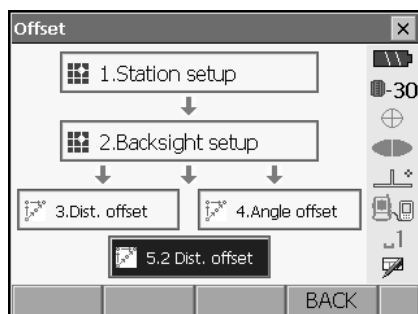 Offset
1.Station setup
-30
2.Backsight setup
3.Dist. offset
4.Angle offset
1
5.2 Dist. offset
BACK